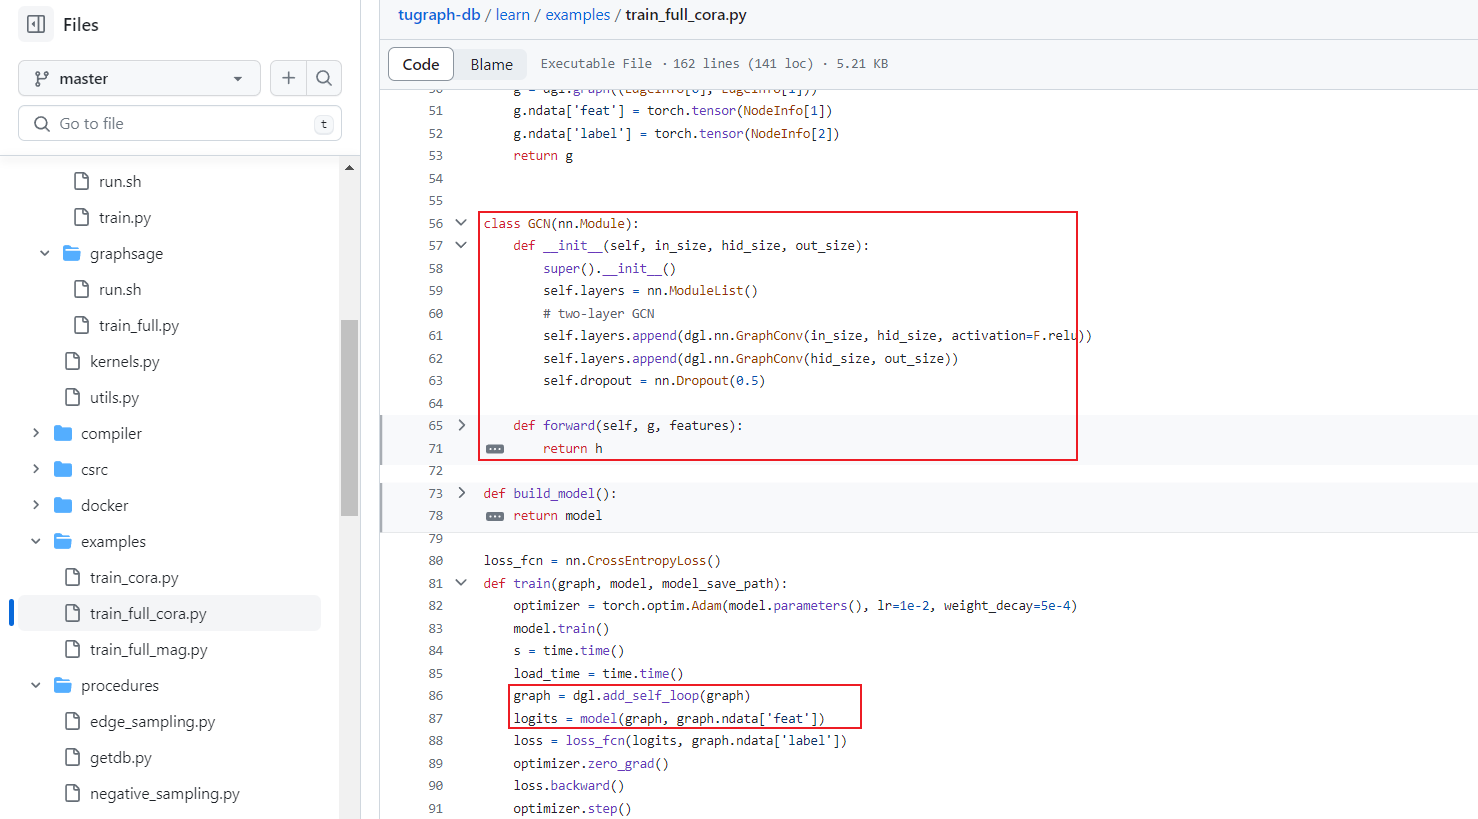 Files
master
Go to file
t
run.sh
train.py
graphsage
run.sh
train_full.py
kernels.py
utils.py
compiler
csrc
docker
examples
train_cora.py
train_full_cora.py
train_full_mag.py
procedures
edge_sampling.py
getdb.py
negative_sampling.py
tugraph-db / learn / examples / train_full_cora.py
Code Blame Executable File · 162 lines (141 loc) · 5.21 KB
50 g = dgl.graph((EdgeInfo[0], EdgeInfo[1]))
51 g.ndata['feat'] = torch.tensor(NodeInfo[1])
52 g.ndata['label'] = torch.tensor(NodeInfo[2])
53 return g
54
55
56 class GCN(nn.Module):
57 def __init__(self, in_size, hid_size, out_size):
58 super().__init__()
59 self.layers = nn.ModuleList()
60 # two-layer GCN
61 self.layers.append(dgl.nn.GraphConv(in_size, hid_size, activation=F.relu))
62 self.layers.append(dgl.nn.GraphConv(hid_size, out_size))
63 self.dropout = nn.Dropout(0.5)
64
65 def forward(self, g, features):
71 return h
72
73 def build_model():
78 return model
79
80 loss_fcn = nn.CrossEntropyLoss()
81 def train(graph, model, model_save_path):
82 optimizer = torch.optim.Adam(model.parameters(), lr=1e-2, weight_decay=5e-4)
83 model.train()
84 s = time.time()
85 load_time = time.time()
86 graph = dgl.add_self_loop(graph)
87 logits = model(graph, graph.ndata['feat'])
88 loss = loss_fcn(logits, graph.ndata['label'])
89 optimizer.zero_grad()
90 loss.backward()
91 optimizer.step()